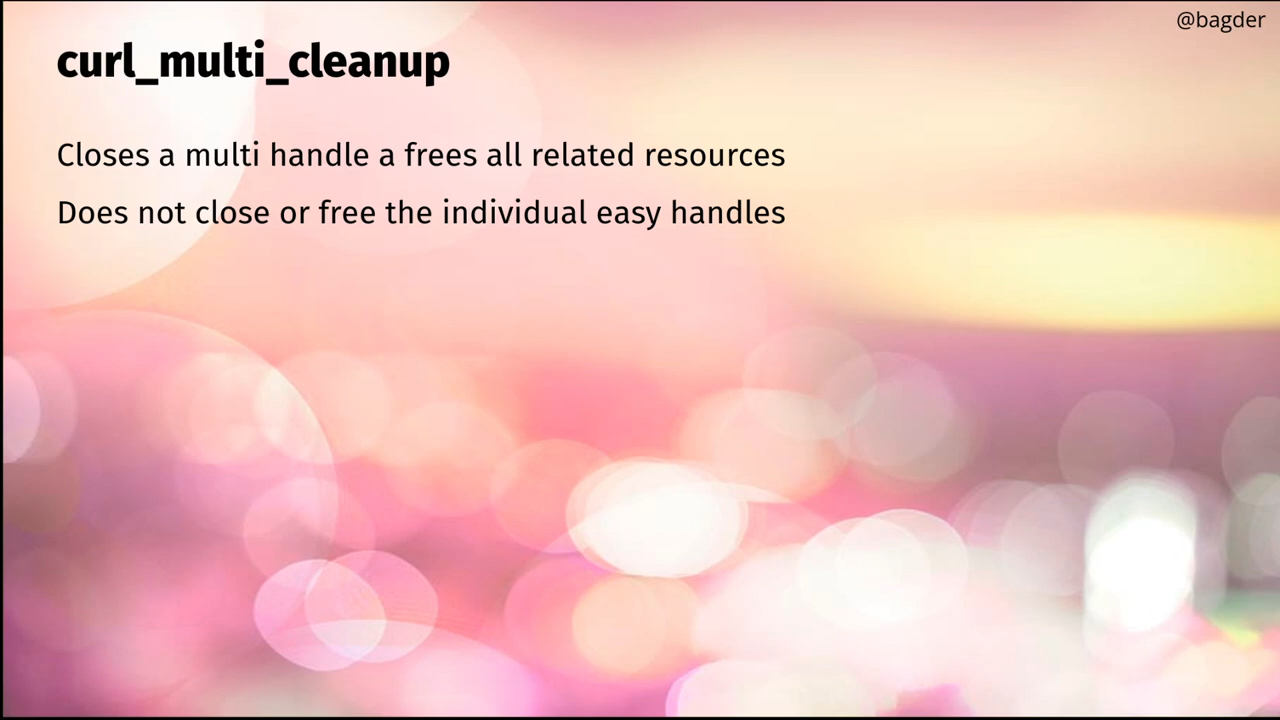 @bagder
curl_multi_cleanup
Closes a multi handle a frees all related resources
Does not close or free the individual easy handles